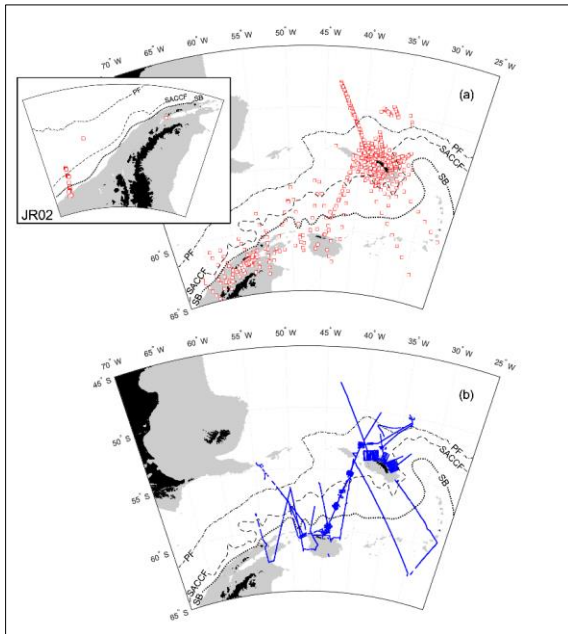 70° W
65° W
60° W
55° W
50° W
45° W
40° W
35° W
30° W
25° W
(a)
PF
SACCF
SB
JR02
PF
SACCF
SB
PF
SACCF
SB
65° S
70° W
65° W
60° W
55° W
50° W
45° W
40° W
35° W
30° W
25° W
45° S
(b)
50° S
PF
SACCF
SB
55° S
60° S
PF
SACCF
SB
65° S